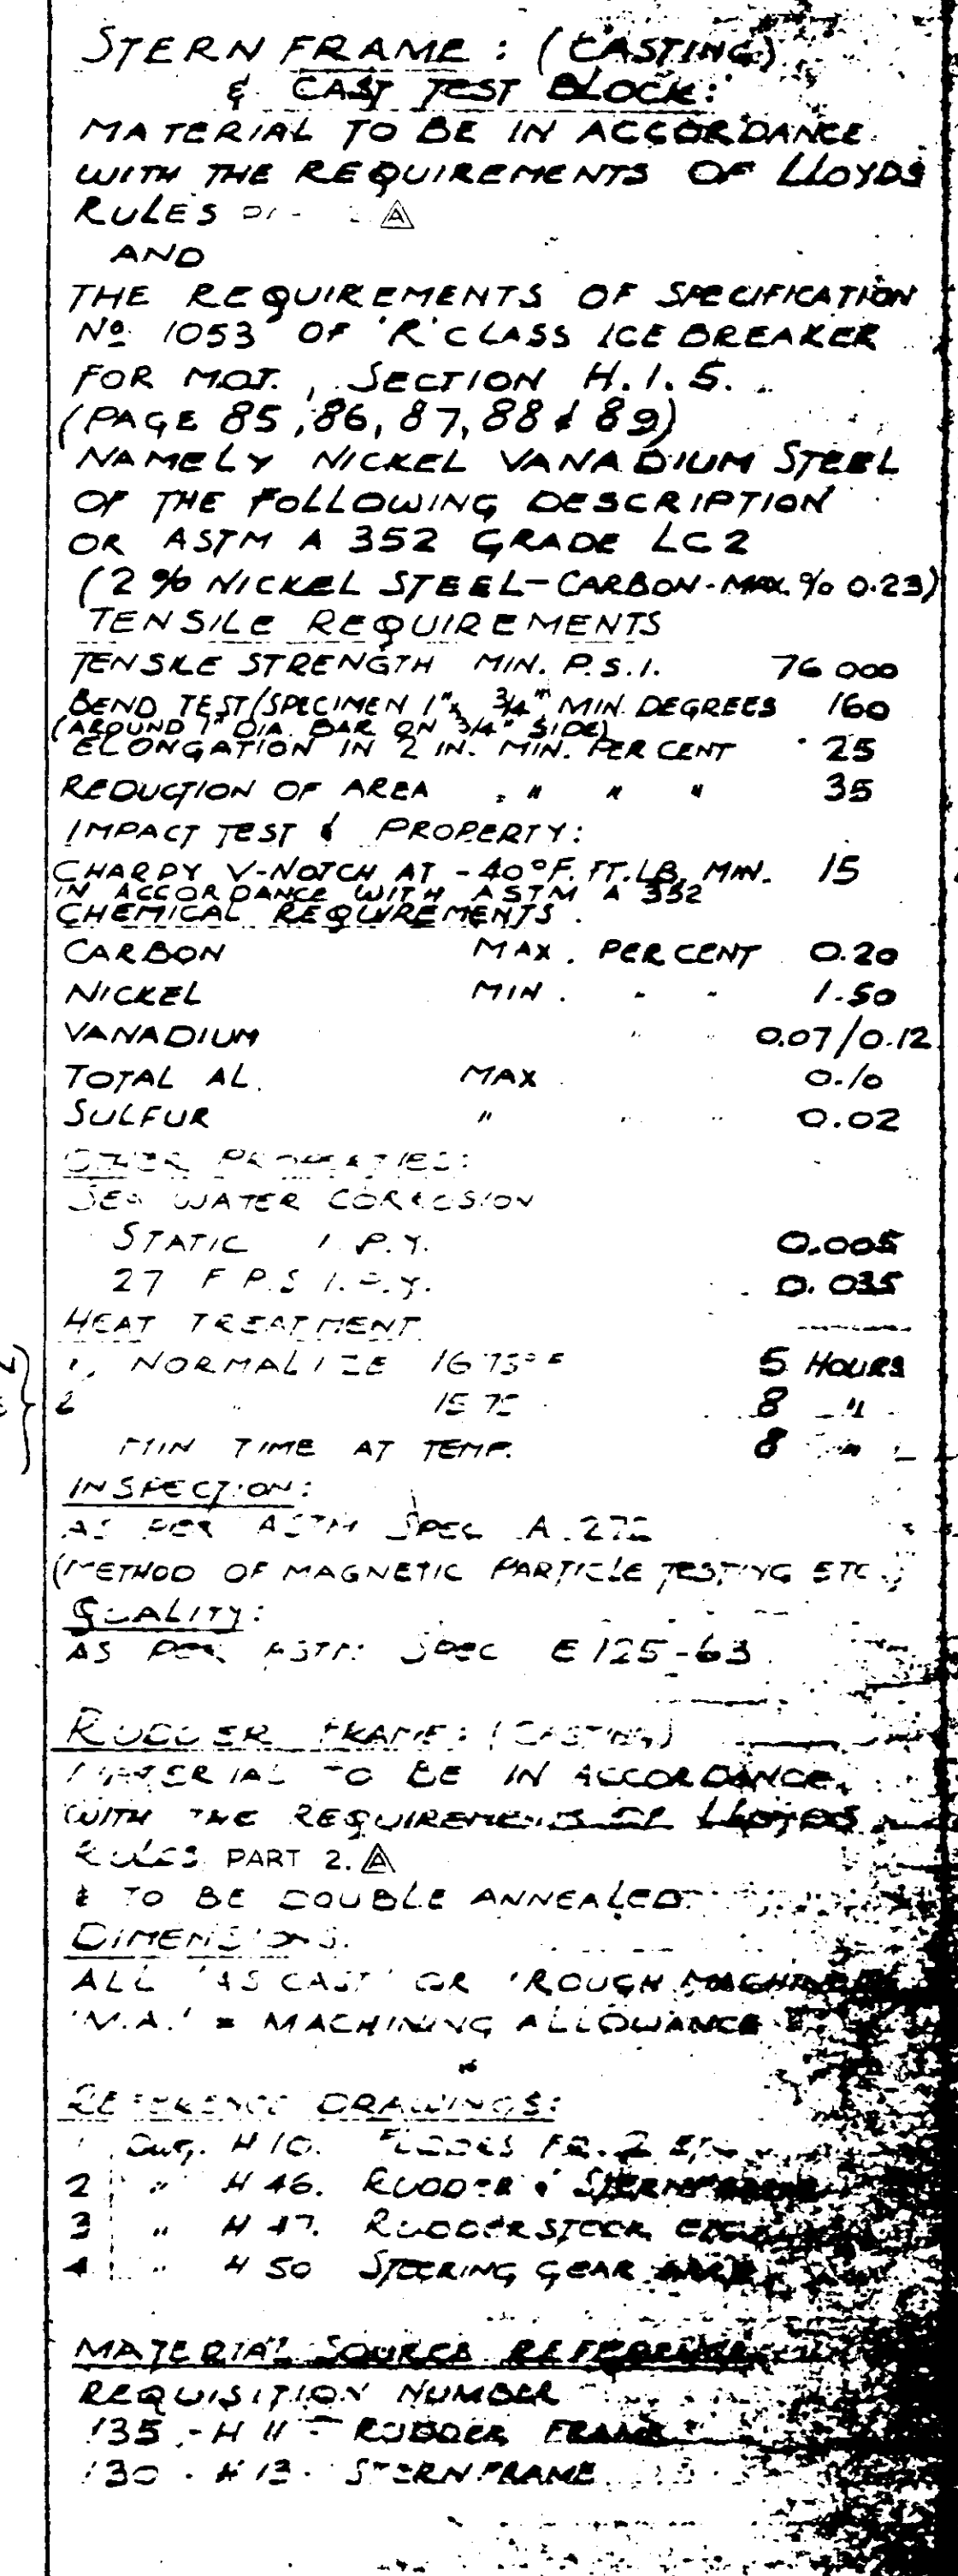 STERN FRAME : (CASTING)
& CAST TEST BLOCK:
MATERIAL TO BE IN ACCORDANCE
WITH THE REQUIREMENTS OF LLOYDS
RULES A
AND
THE REQUIREMENTS OF SPECIFICATION
Nº 1053 OF 'R' CLASS ICE BREAKER
FOR M.O.T. , SECTION H.1.5.
(PAGE 85, 86, 87, 88 & 89)
NAMELY NICKEL VANADIUM STEEL
OF THE FOLLOWING DESCRIPTION
OR ASTM A 352 GRADE LC2
(2 % NICKEL STEEL-CARBON-MAX % 0.23)
TENSILE REQUIREMENTS
TENSILE STRENGTH MIN. P.S.I. 76 000
BEND TEST/SPECIMEN 1" x 3/4" MIN. DEGREES 160
(AROUND 1" DIA. BAR ON 3/4" SIDE)
ELONGATION IN 2 IN. MIN. PER CENT 25
REDUCTION OF AREA " " " 35
IMPACT TEST & PROPERTY:
CHARPY V-NOTCH AT -40°F. FT.LB. MIN. 15
IN ACCORDANCE WITH ASTM A 352
CHEMICAL REQUIREMENTS.
CARBON MAX. PER CENT 0.20
NICKEL MIN. " " 1.50
VANADIUM " " 0.07/0.12
TOTAL AL. MAX 0.10
SULFUR " " " 0.02
OTHER PROPERTIES:
SEA WATER CORROSION
STATIC I.P.Y. 0.005
27 F.P.S. I.P.Y. 0.035
HEAT TREATMENT
1, NORMALIZE 1675°F 5 HOURS
2 " 1575 8 "
MIN TIME AT TEMP. 8 "
INSPECTION:
AS PER ASTM SPEC A.
(METHOD OF MAGNETIC PARTICLE TESTING ETC.)
QUALITY:
AS PER ASTM SPEC E 125-63
RUDDER FRAME: (CASTING)
MATERIAL TO BE IN ACCORDANCE
WITH THE REQUIREMENTS OF LLOYDS
RULES PART 2. A
& TO BE DOUBLE ANNEALED
DIMENSIONS.
ALL 'AS CAST' OR 'ROUGH MACHINED
'M.A.' = MACHINING ALLOWANCE
REFERENCE DRAWINGS:
1 Dwg. H 10. FLOORS FR. 2
2 " H 46. RUDDER & STERNFRAME
3 " H 47. RUDDERSTOCK ETC.
4 " H 50 STEERING GEAR
MATERIAL SOURCE REFERENCE
REQUISITION NUMBER
135 - H 11 - RUDDER FRAME
130 - H 13 - STERNFRAME